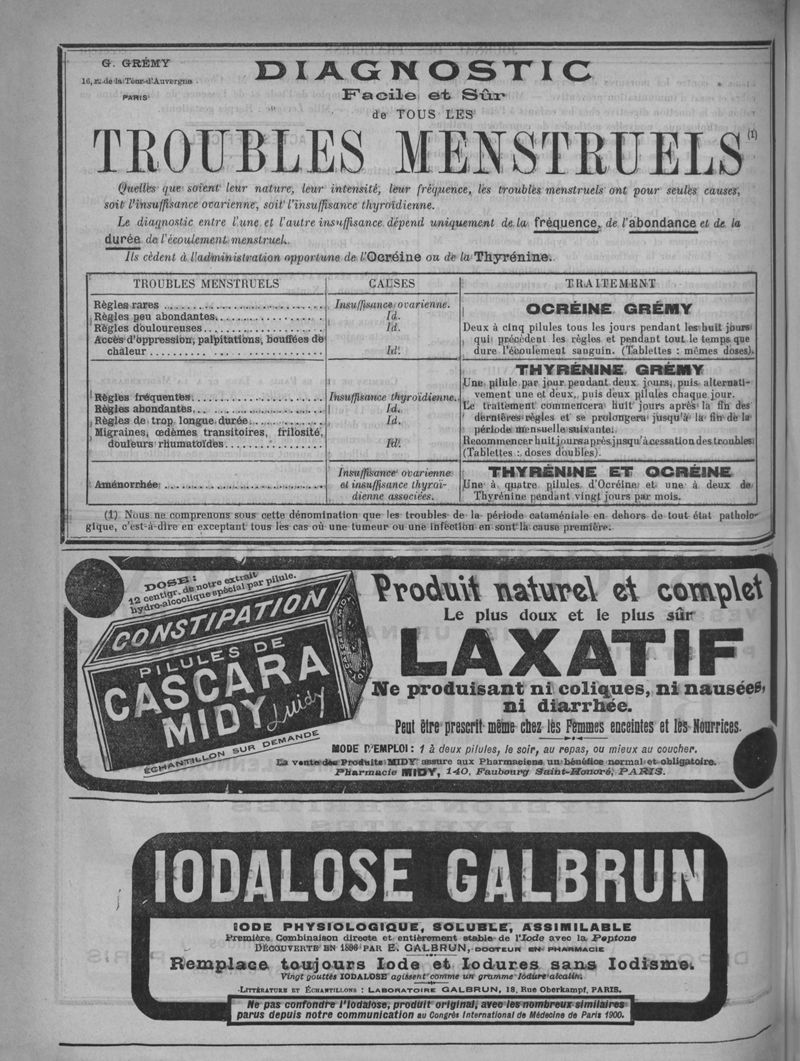 G. GRÉMY
16, r. de la Tour-d'Auvergne
PARIS
DIAGNOSTIC
Facile et Sûr
de TOUS LES
TROUBLES MENSTRUELS (1)
Quelles que soient leur nature, leur intensité, leur fréquence, les troubles menstruels ont pour seules causes,
soit l'insuffisance ovarienne, soit l'insuffisance thyroïdienne.
Le diagnostic entre l'une et l'autre insuffisance dépend uniquement de la fréquence, de l'abondance et de la
durée de l'écoulement menstruel.
Ils cèdent à l'administration opportune de l'Ocréine ou de la Thyrénine.
TROUBLES MENSTRUELS
CAUSES
TRAITEMENT
Règles rares
Insuffisance ovarienne.
Règles peu abondantes
Id.
Règles douloureuses
Id.
Accès d'oppression, palpitations, bouffées de
chaleur
Id.
OCRÉINE GRÉMY
Deux à cinq pilules tous les jours pendant les huit jours
qui précèdent les règles et pendant tout le temps que
dure l'écoulement sanguin. (Tablettes : mêmes doses).
Règles fréquentes
Insuffisance thyroïdienne.
Règles abondantes
Id.
Règles de trop longue durée
Id.
Migraines, œdèmes transitoires, frilosité,
douleurs rhumatoïdes
Id.
THYRÉNINE GRÉMY
Une pilule par jour pendant deux jours, puis alternati-
vement une et deux, puis deux pilules chaque jour.
Le traitement commencera huit jours après la fin des
dernières règles et se prolongera jusqu'à la fin de la
période mensuelle suivante.
Recommencer huit jours après jusqu'à cessation des troubles
(Tablettes : doses doubles).
Aménorrhée
Insuffisance ovarienne
et insuffisance thyroï-
dienne associées.
THYRÉNINE ET OCRÉINE
Une à quatre pilules d'Ocréine et une à deux de
Thyrénine pendant vingt jours par mois.
(1) Nous ne comprenons sous cette dénomination que les troubles de la période cataméniale en dehors de tout état patholo-
gique, c'est-à-dire en exceptant tous les cas où une tumeur ou une infection en sont la cause première.
DOSE :
12 centigr. de notre extrait
hydro-alcoolique spécial par pilule.
CONSTIPATION
PILULES DE
CASCARA
MIDY
Midy
ÉCHANTILLON SUR DEMANDE
Produit naturel et complet
Le plus doux et le plus sûr
LAXATIF
Ne produisant ni coliques, ni nausées,
ni diarrhée.
Peut être prescrit même chez les Femmes enceintes et les Nourrices.
MODE D'EMPLOI : 1 à deux pilules, le soir, au repas, ou mieux au coucher.
La vente des Produits MIDY assure aux Pharmaciens un bénéfice normal et obligatoire.
Pharmacie MIDY, 140, Faubourg Saint-Honoré, PARIS.
IODALOSE GALBRUN
IODE PHYSIOLOGIQUE, SOLUBLE, ASSIMILABLE
Première Combinaison directe et entièrement stable de l'Iode avec la Peptone
DÉCOUVERTE EN 1896 PAR E. GALBRUN, DOCTEUR EN PHARMACIE
Remplace toujours Iode et Iodures sans Iodisme.
Vingt gouttes IODALOSE agissent comme un gramme Iodure alcalin.
LITTÉRATURE ET ÉCHANTILLONS : LABORATOIRE GALBRUN, 18, Rue Oberkampf, PARIS.
Ne pas confondre l'Iodalose, produit original, avec les nombreux similaires
parus depuis notre communication au Congrès International de Médecine de Paris 1900.